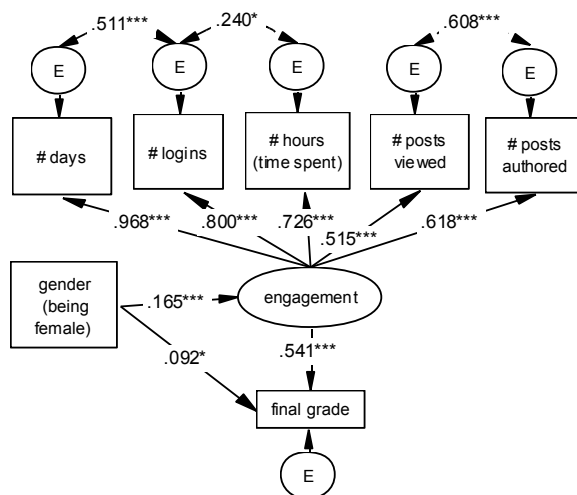 .511***
.240*
.608***
E
E
E
E
E
# days
# logins
# hours
(time spent)
# posts
viewed
# posts
authored
.968***
.800***
.726***
.515***
.618***
gender
(being
female)
.165***
engagement
.092*
.541***
final grade
E